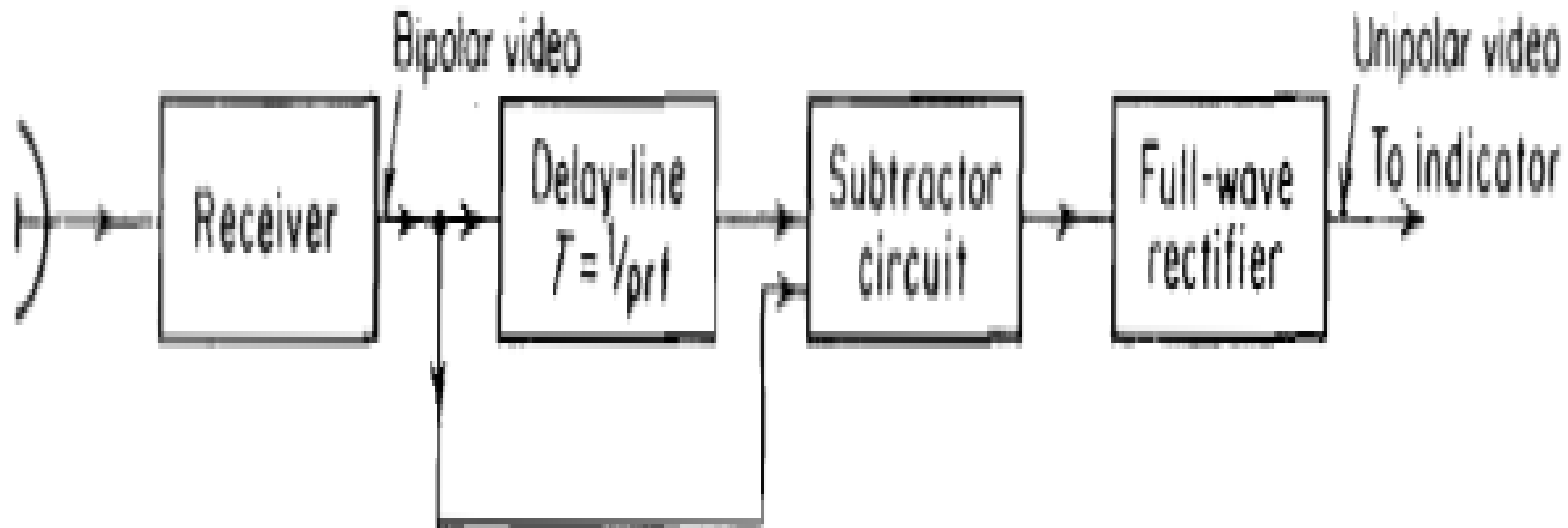 Bipolar video
Unipolar video
Receiver
Delay-line
T = 1/prf
Subtractor
circuit
Full-wave
rectifier
To indicator